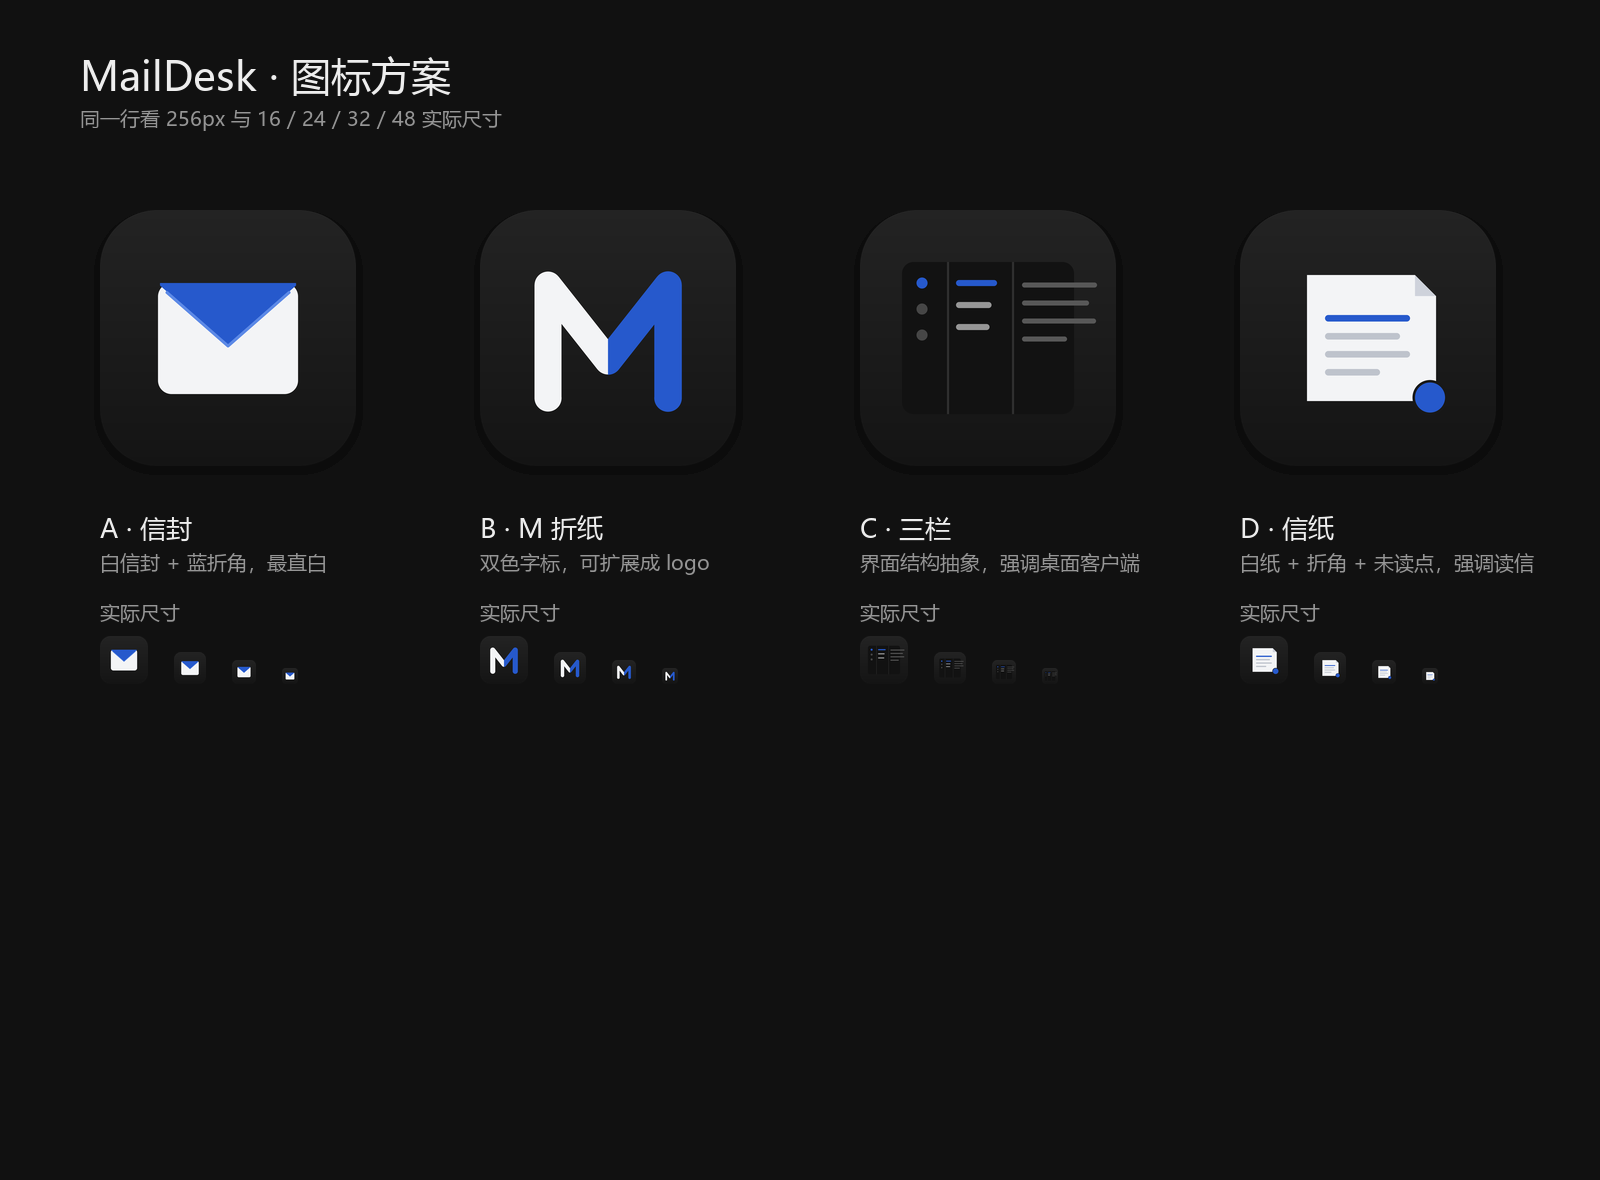 MailDesk · 图标方案
同一行看 256px 与 16 / 24 / 32 / 48 实际尺寸
A · 信封
白信封 + 蓝折角，最直白
实际尺寸
B · M 折纸
双色字标，可扩展成 logo
实际尺寸
C · 三栏
界面结构抽象，强调桌面客户端
实际尺寸
D · 信纸
白纸 + 折角 + 未读点，强调读信
实际尺寸